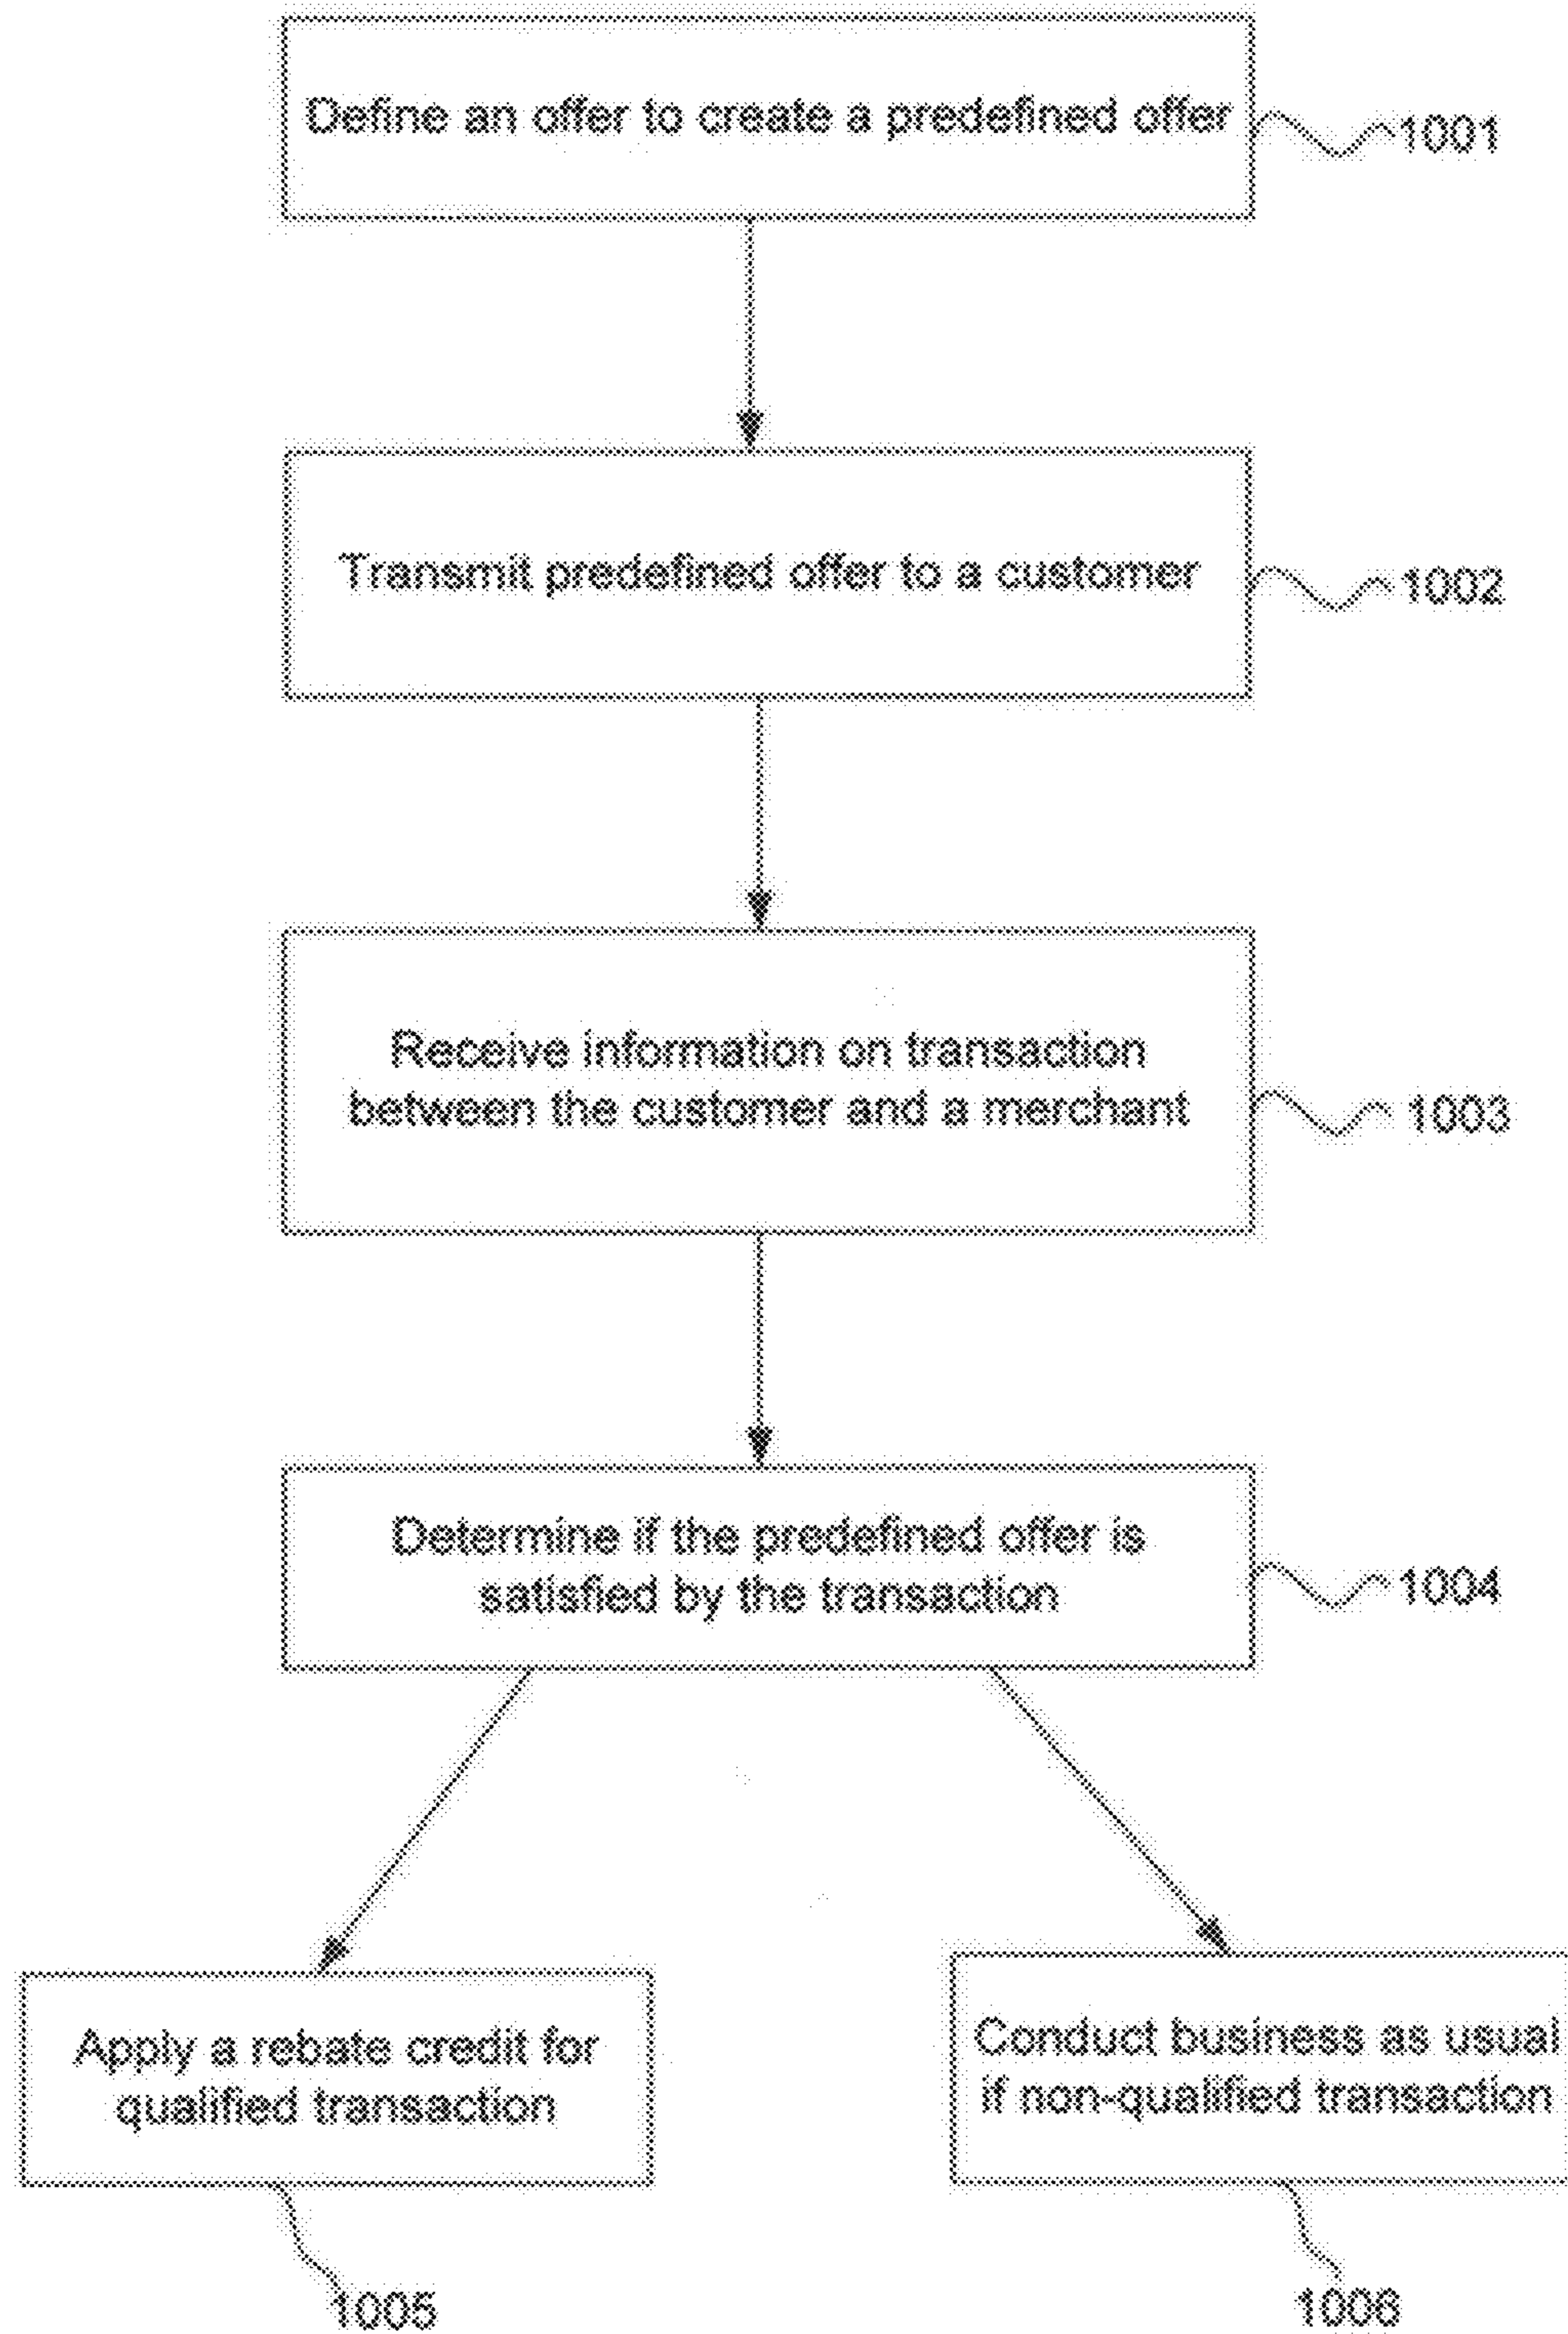 Define an offer to create a predefined offer
1001
Transmit predefined offer to a customer
1002
Receive information on transaction
between the customer and a merchant
1003
Determine if the predefined offer is
satisfied by the transaction
1004
Apply a rebate credit for
qualified transaction
Conduct business as usual
if non-qualified transaction
1005
1006